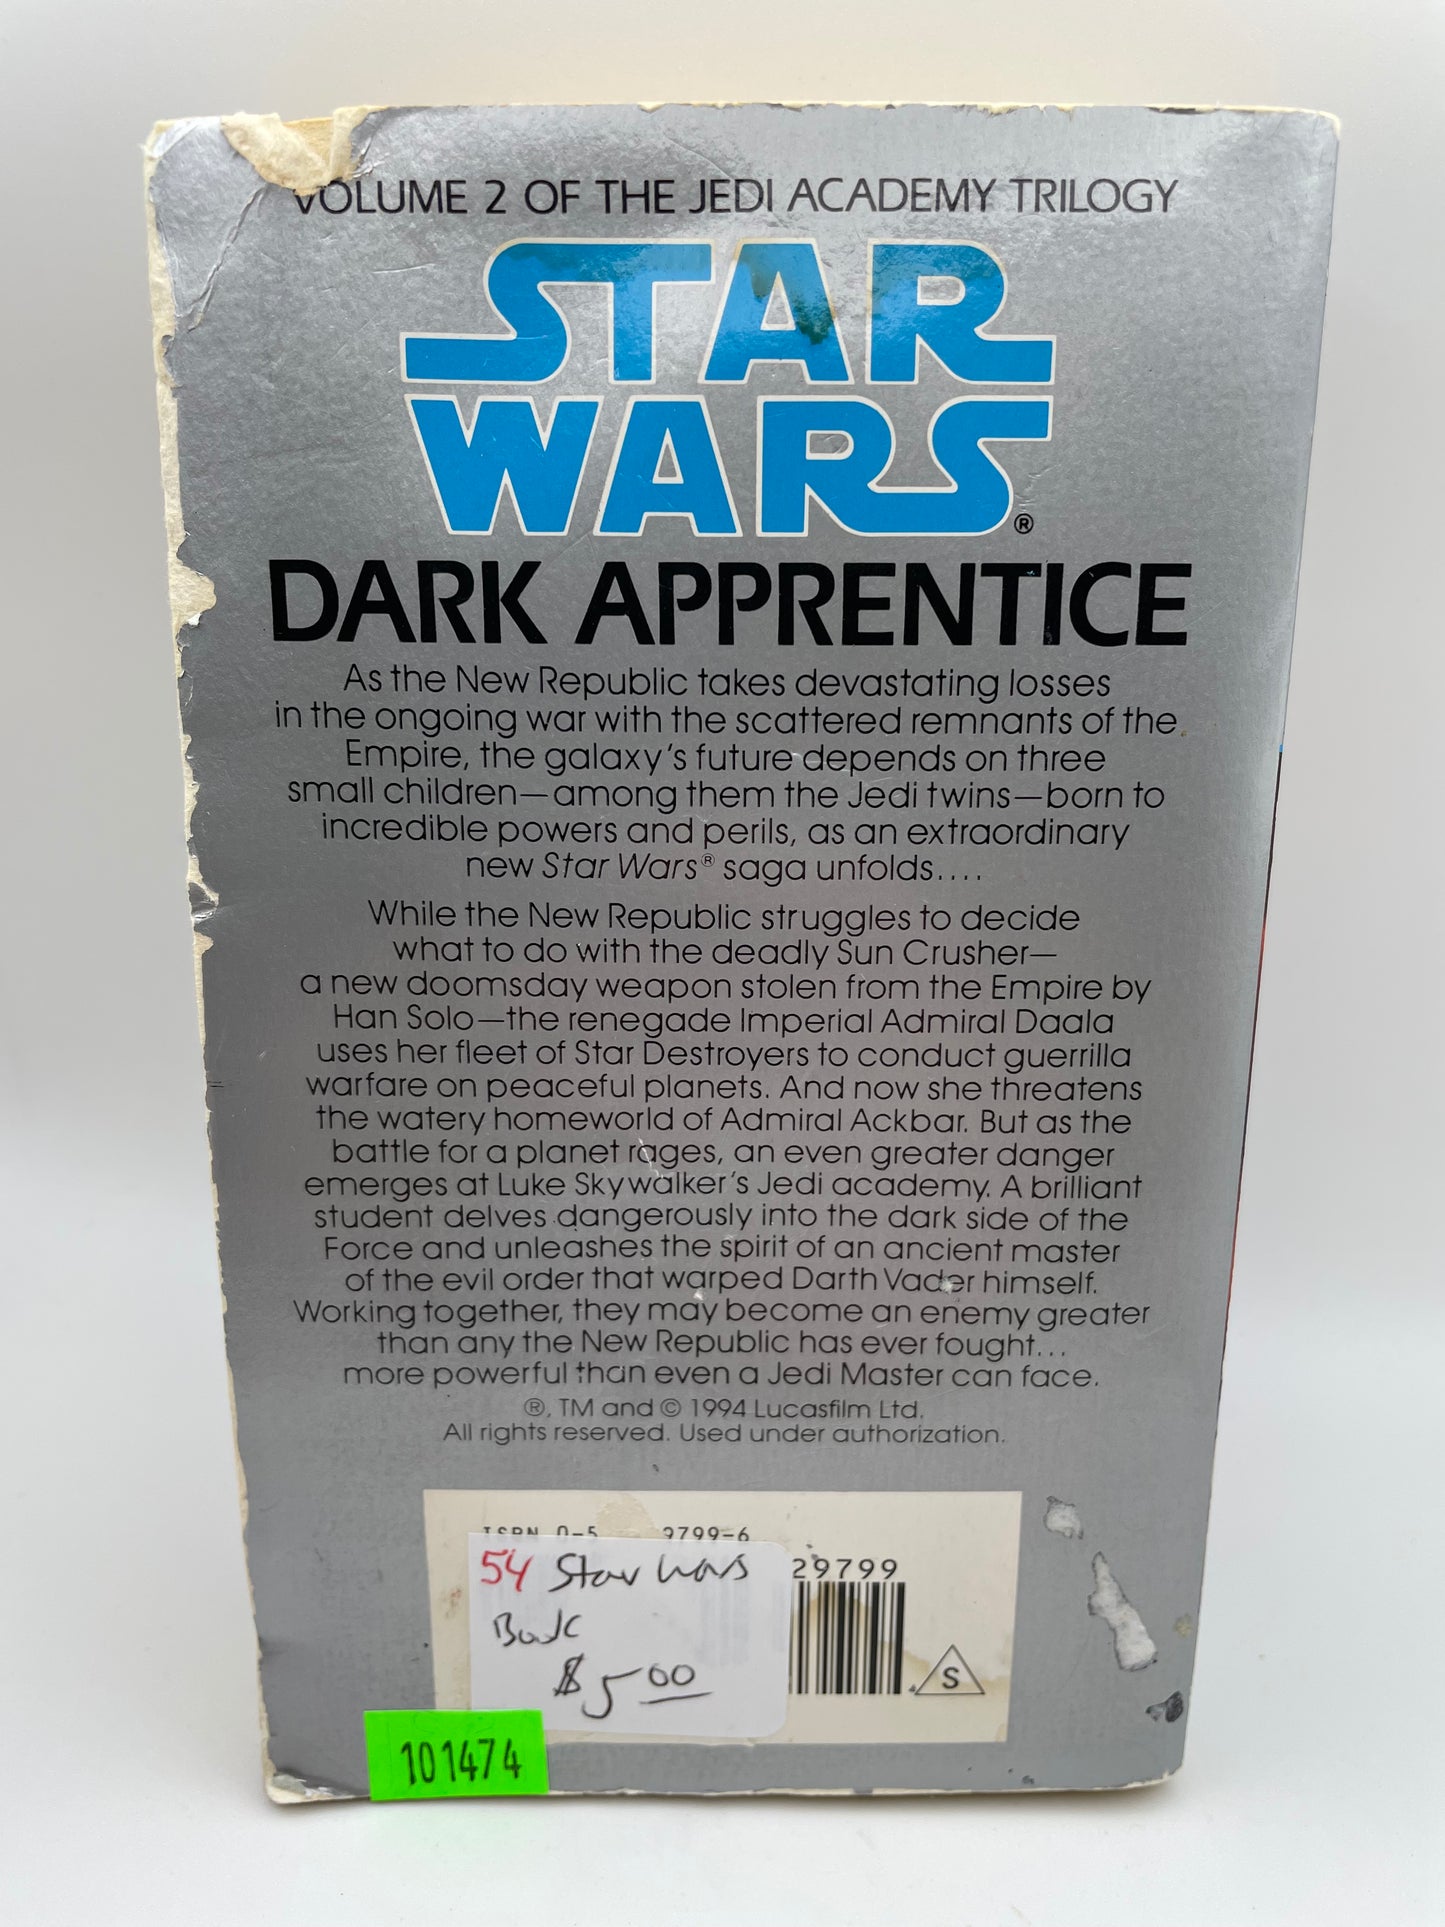 VOLUME 2 OF THE JEDI ACADEMY TRILOGY
STAR
WARS®
DARK APPRENTICE
As the New Republic takes devastating losses
in the ongoing war with the scattered remnants of the
Empire, the galaxy's future depends on three
small children—among them the Jedi twins—born to
incredible powers and perils, as an extraordinary
new Star Wars® saga unfolds....
While the New Republic struggles to decide
what to do with the deadly Sun Crusher—
a new doomsday weapon stolen from the Empire by
Han Solo—the renegade Imperial Admiral Daala
uses her fleet of Star Destroyers to conduct guerrilla
warfare on peaceful planets. And now she threatens
the watery homeworld of Admiral Ackbar. But as the
battle for a planet rages, an even greater danger
emerges at Luke Skywalker's Jedi academy. A brilliant
student delves dangerously into the dark side of the
Force and unleashes the spirit of an ancient master
of the evil order that warped Darth Vader himself.
Working together, they may become an enemy greater
than any the New Republic has ever fought...
more powerful than even a Jedi Master can face.
®, TM and © 1994 Lucasfilm Ltd.
All rights reserved. Used under authorization.
ISBN 0-5 9799-6
29799
54 Star Wars
Book
$5.00
S
101474